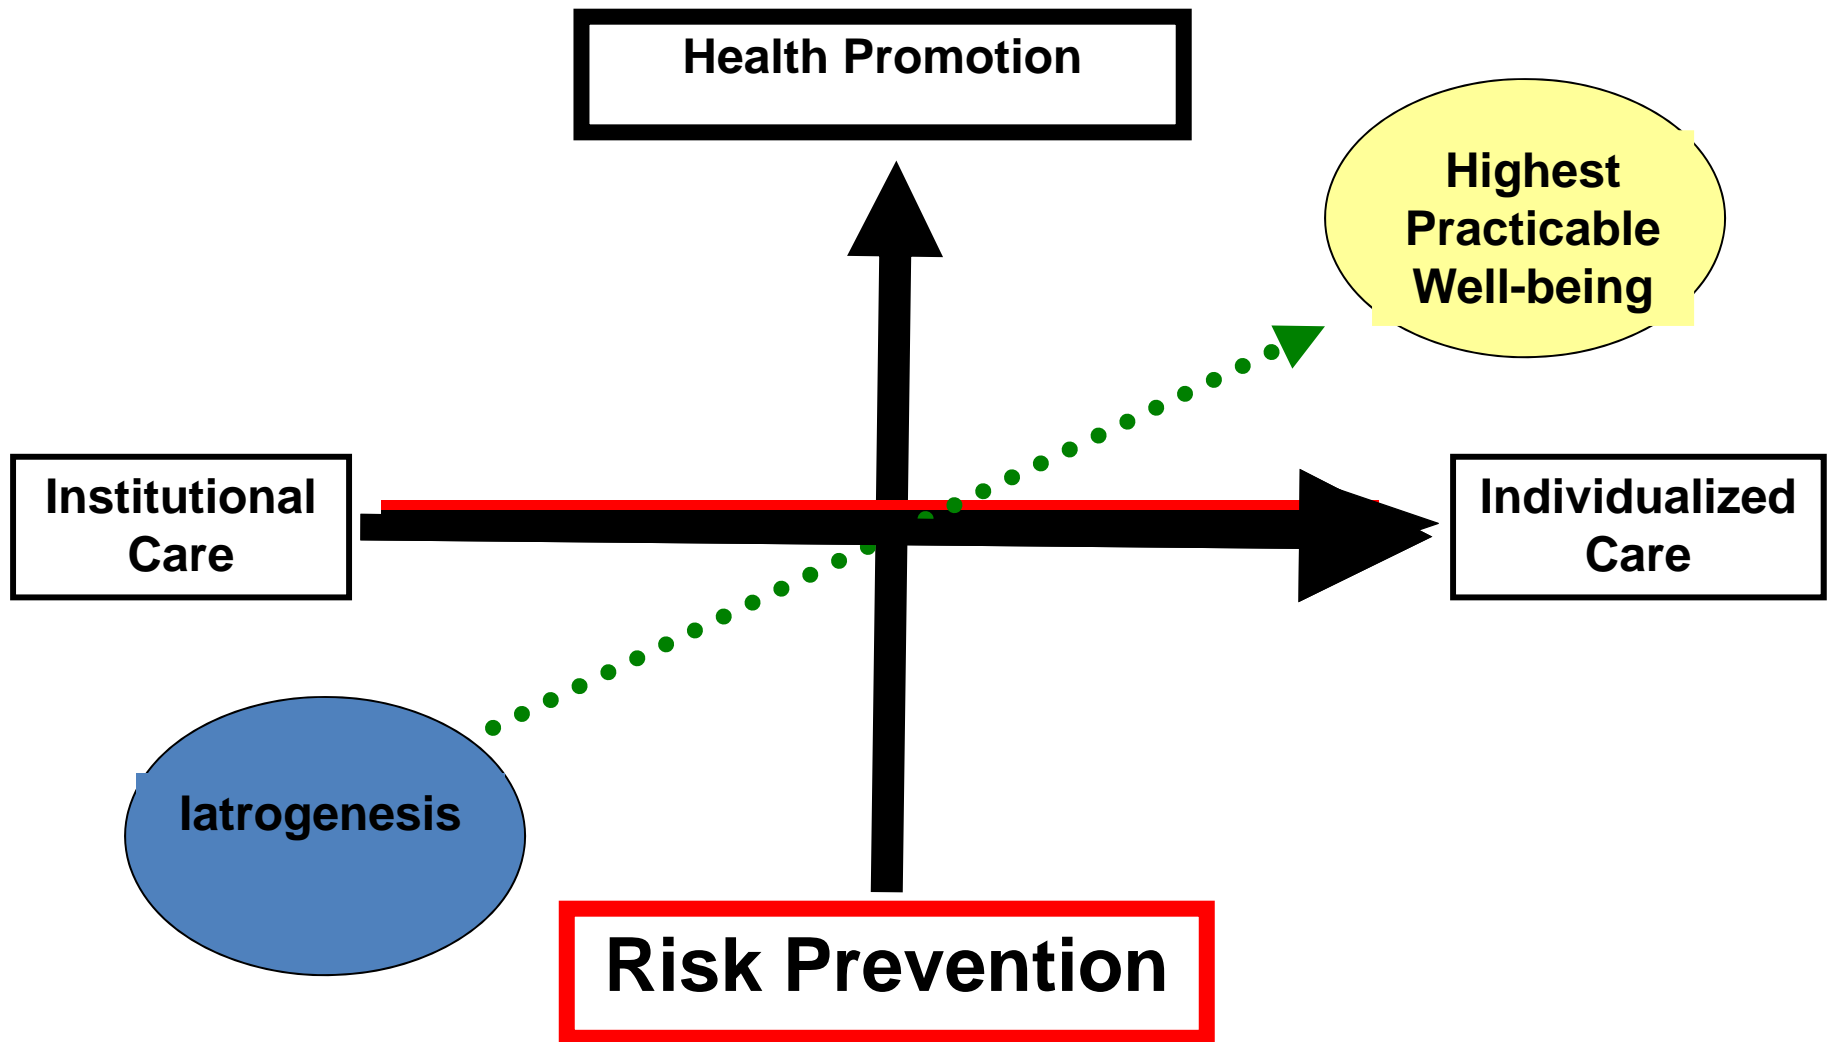 Health Promotion
Highest
Practicable
Well-being
Institutional
Care
Individualized
Care
Iatrogenesis
Risk Prevention